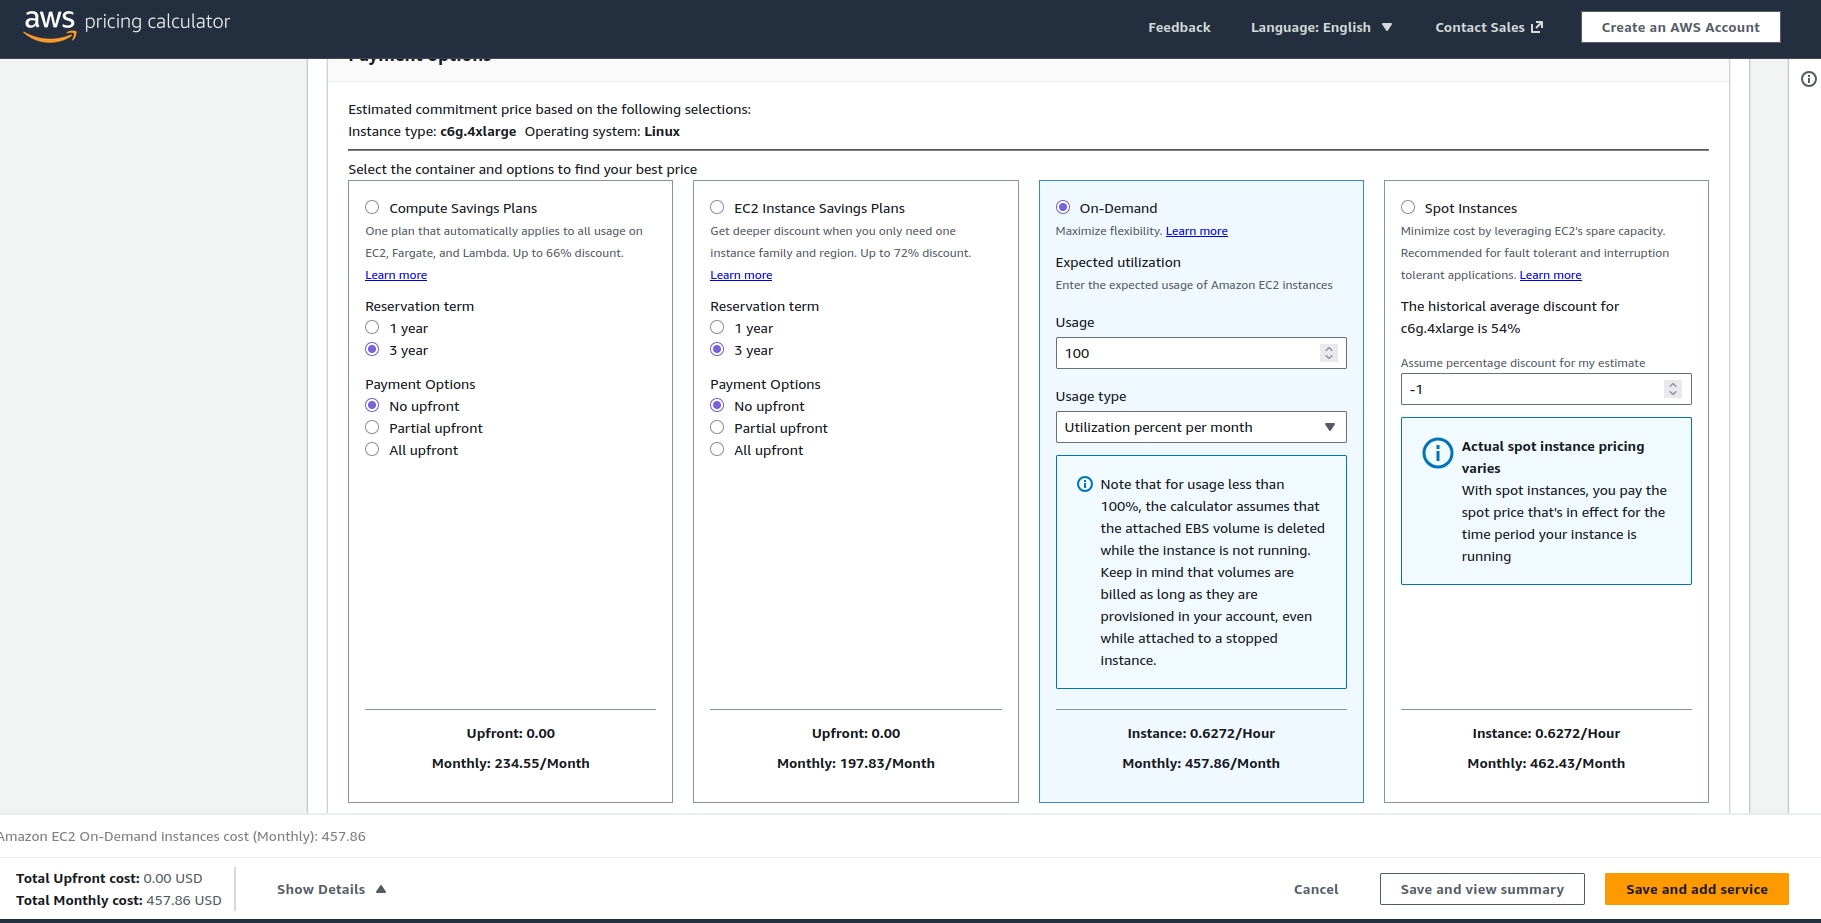 aws pricing calculator
Feedback
Language: English
Contact Sales
Create an AWS Account
Payment options
Estimated commitment price based on the following selections:
Instance type: c6g.4xlarge Operating system: Linux
Select the container and options to find your best price
Compute Savings Plans
One plan that automatically applies to all usage on
EC2, Fargate, and Lambda. Up to 66% discount.
Learn more
Reservation term
1 year
3 year
Payment Options
No upfront
Partial upfront
All upfront
Upfront: 0.00
Monthly: 234.55/Month
EC2 Instance Savings Plans
Get deeper discount when you only need one
instance family and region. Up to 72% discount.
Learn more
Reservation term
1 year
3 year
Payment Options
No upfront
Partial upfront
All upfront
Upfront: 0.00
Monthly: 197.83/Month
On-Demand
Maximize flexibility. Learn more
Expected utilization
Enter the expected usage of Amazon EC2 instances
Usage
100
Usage type
Utilization percent per month
Note that for usage less than
100%, the calculator assumes that
the attached EBS volume is deleted
while the instance is not running.
Keep in mind that volumes are
billed as long as they are
provisioned in your account, even
while attached to a stopped
instance.
Instance: 0.6272/Hour
Monthly: 457.86/Month
Spot Instances
Minimize cost by leveraging EC2's spare capacity.
Recommended for fault tolerant and interruption
tolerant applications. Learn more
The historical average discount for
c6g.4xlarge is 54%
Assume percentage discount for my estimate
-1
Actual spot instance pricing
varies
With spot instances, you pay the
spot price that's in effect for the
time period your instance is
running
Instance: 0.6272/Hour
Monthly: 462.43/Month
Amazon EC2 On-Demand instances cost (Monthly): 457.86
Total Upfront cost: 0.00 USD
Total Monthly cost: 457.86 USD
Show Details
Cancel
Save and view summary
Save and add service